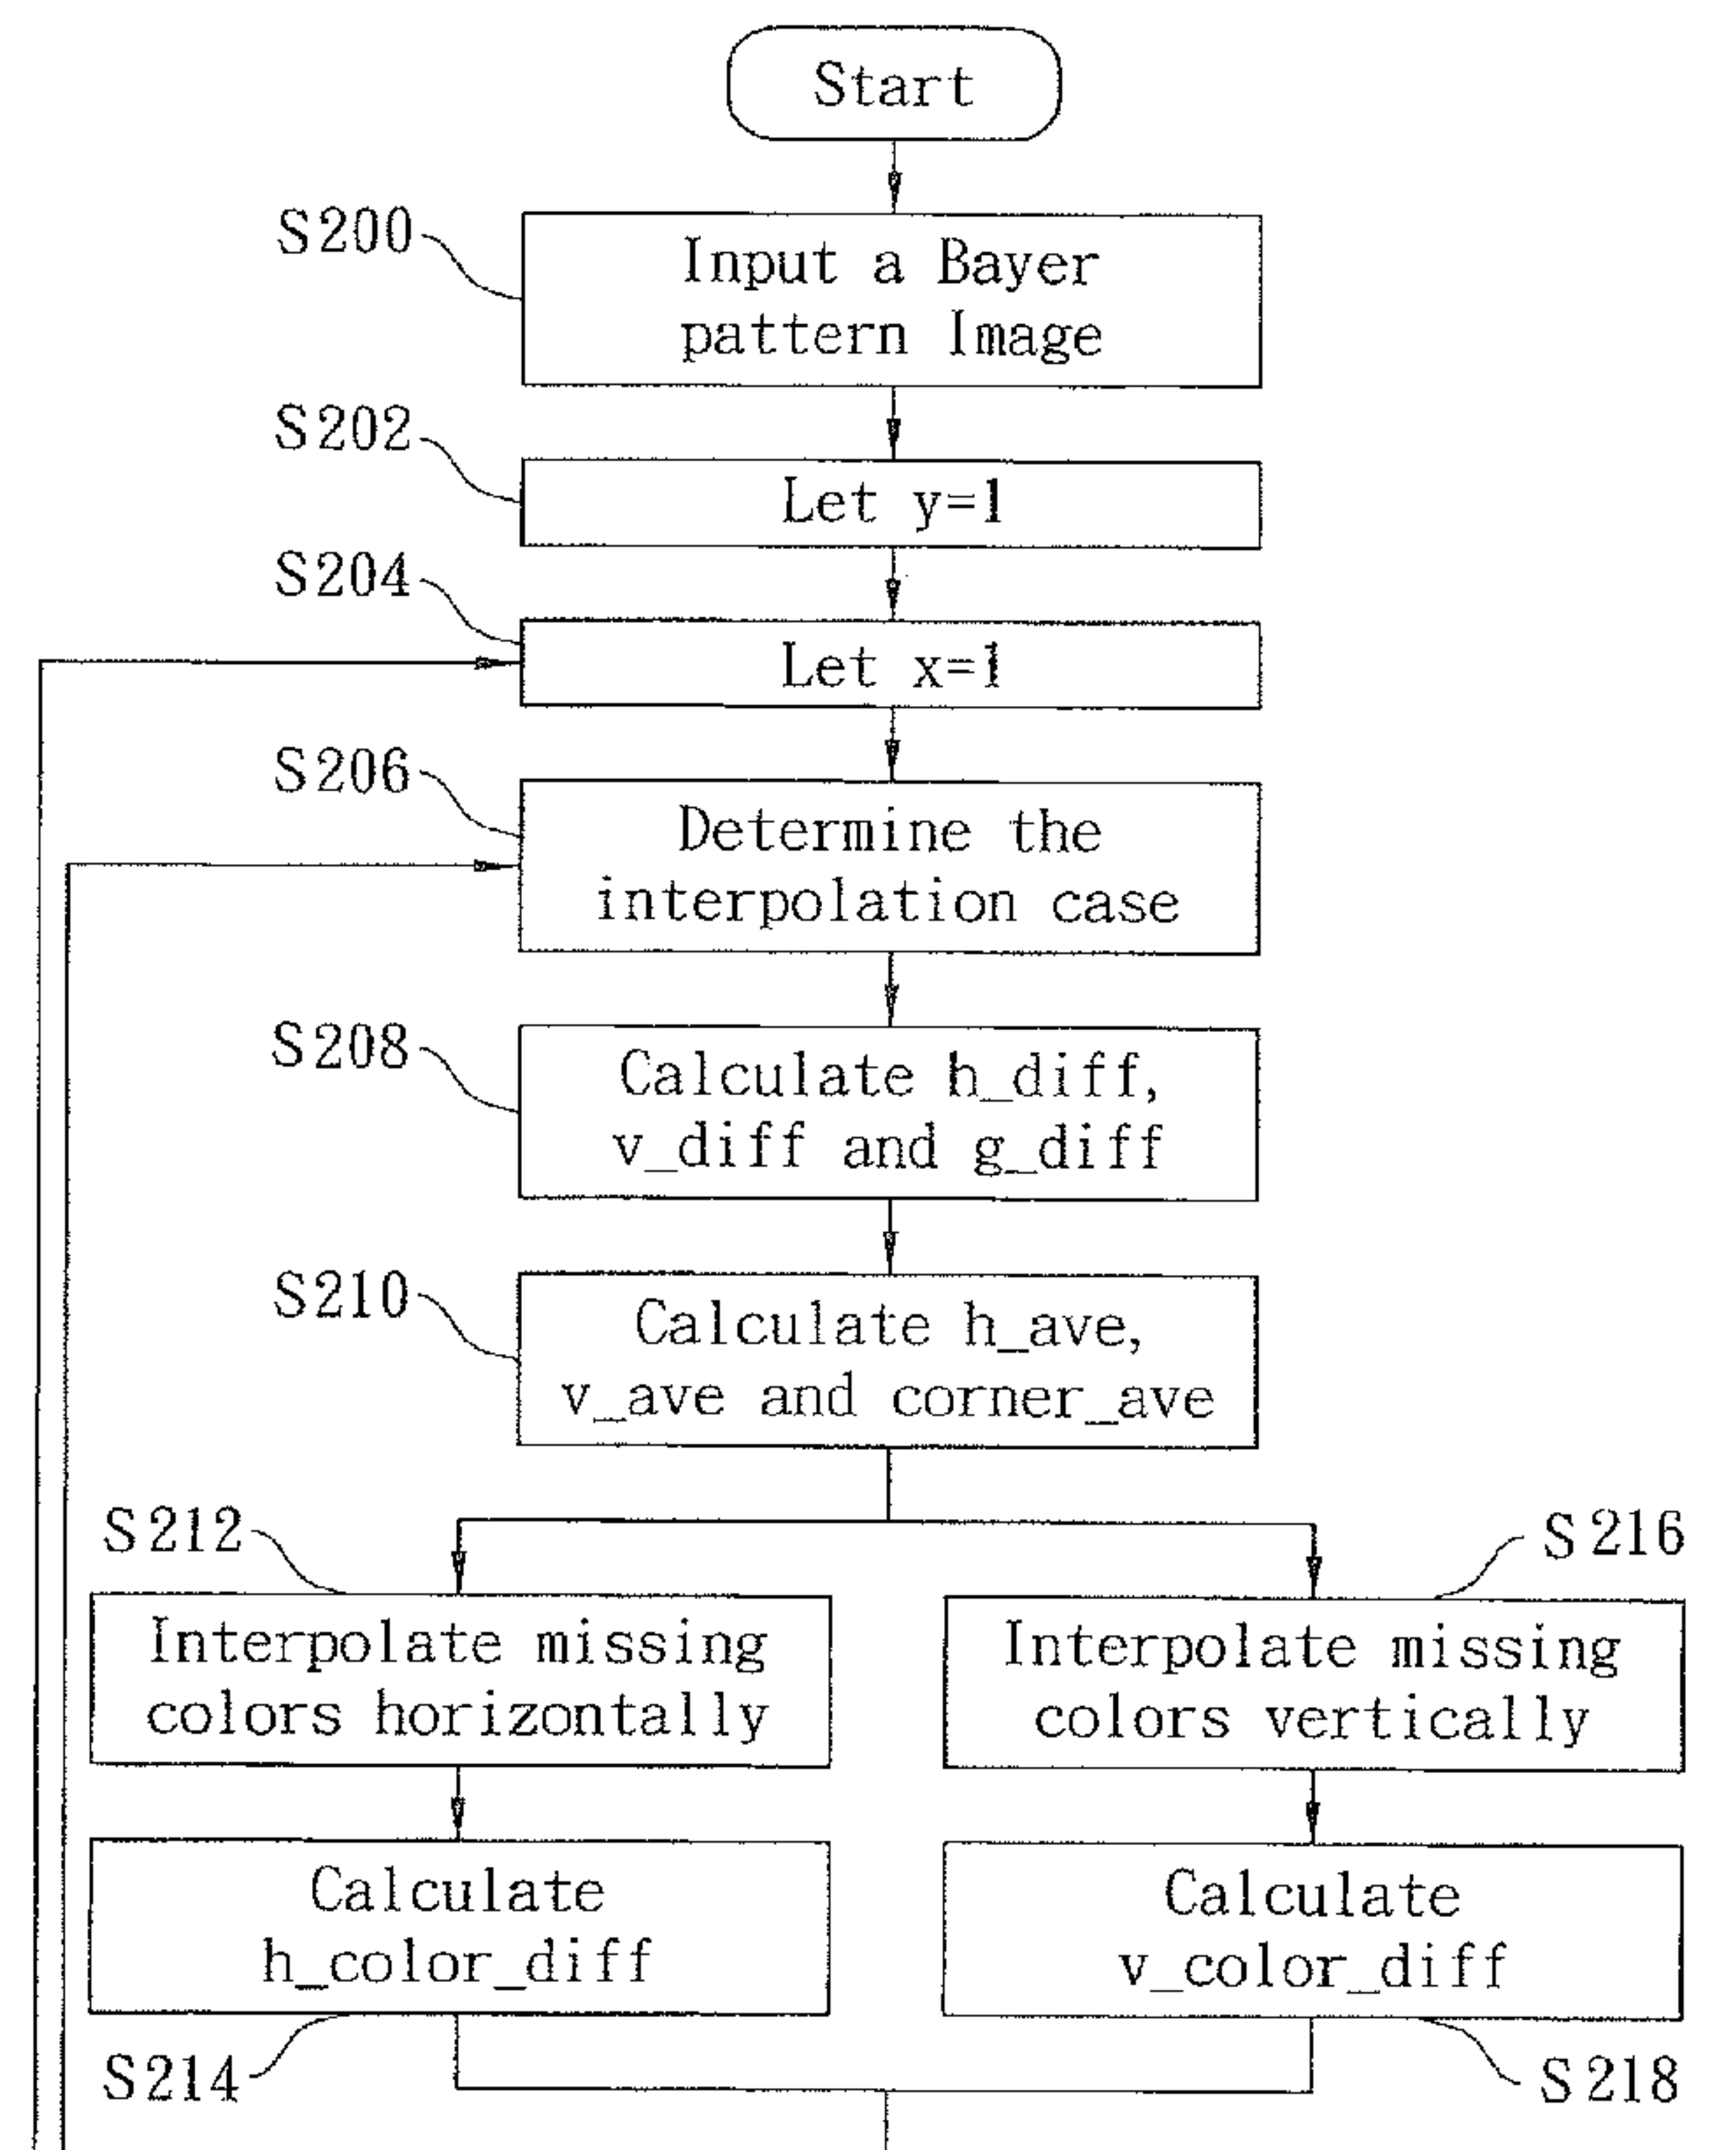 Start
S200
Input a Bayer
pattern Image
S202
Let y=1
S204
Let x=1
S206
Determine the
interpolation case
S208
Calculate h_diff,
v_diff and g_diff
S210
Calculate h_ave,
v_ave and corner_ave
S212
Interpolate missing
colors horizontally
S216
Interpolate missing
colors vertically
Calculate
h_color_diff
S214
Calculate
v_color_diff
S218